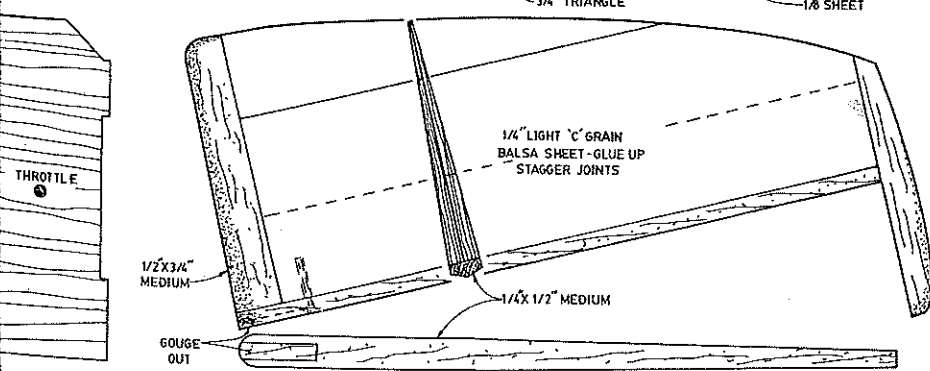 3/4" TRIANGLE
1/8 SHEET
THROTTLE
1/4" LIGHT 'C' GRAIN
BALSA SHEET-GLUE UP
STAGGER JOINTS
1/2"X3/4"
MEDIUM
1/4"X 1/2" MEDIUM
GOUGE
OUT